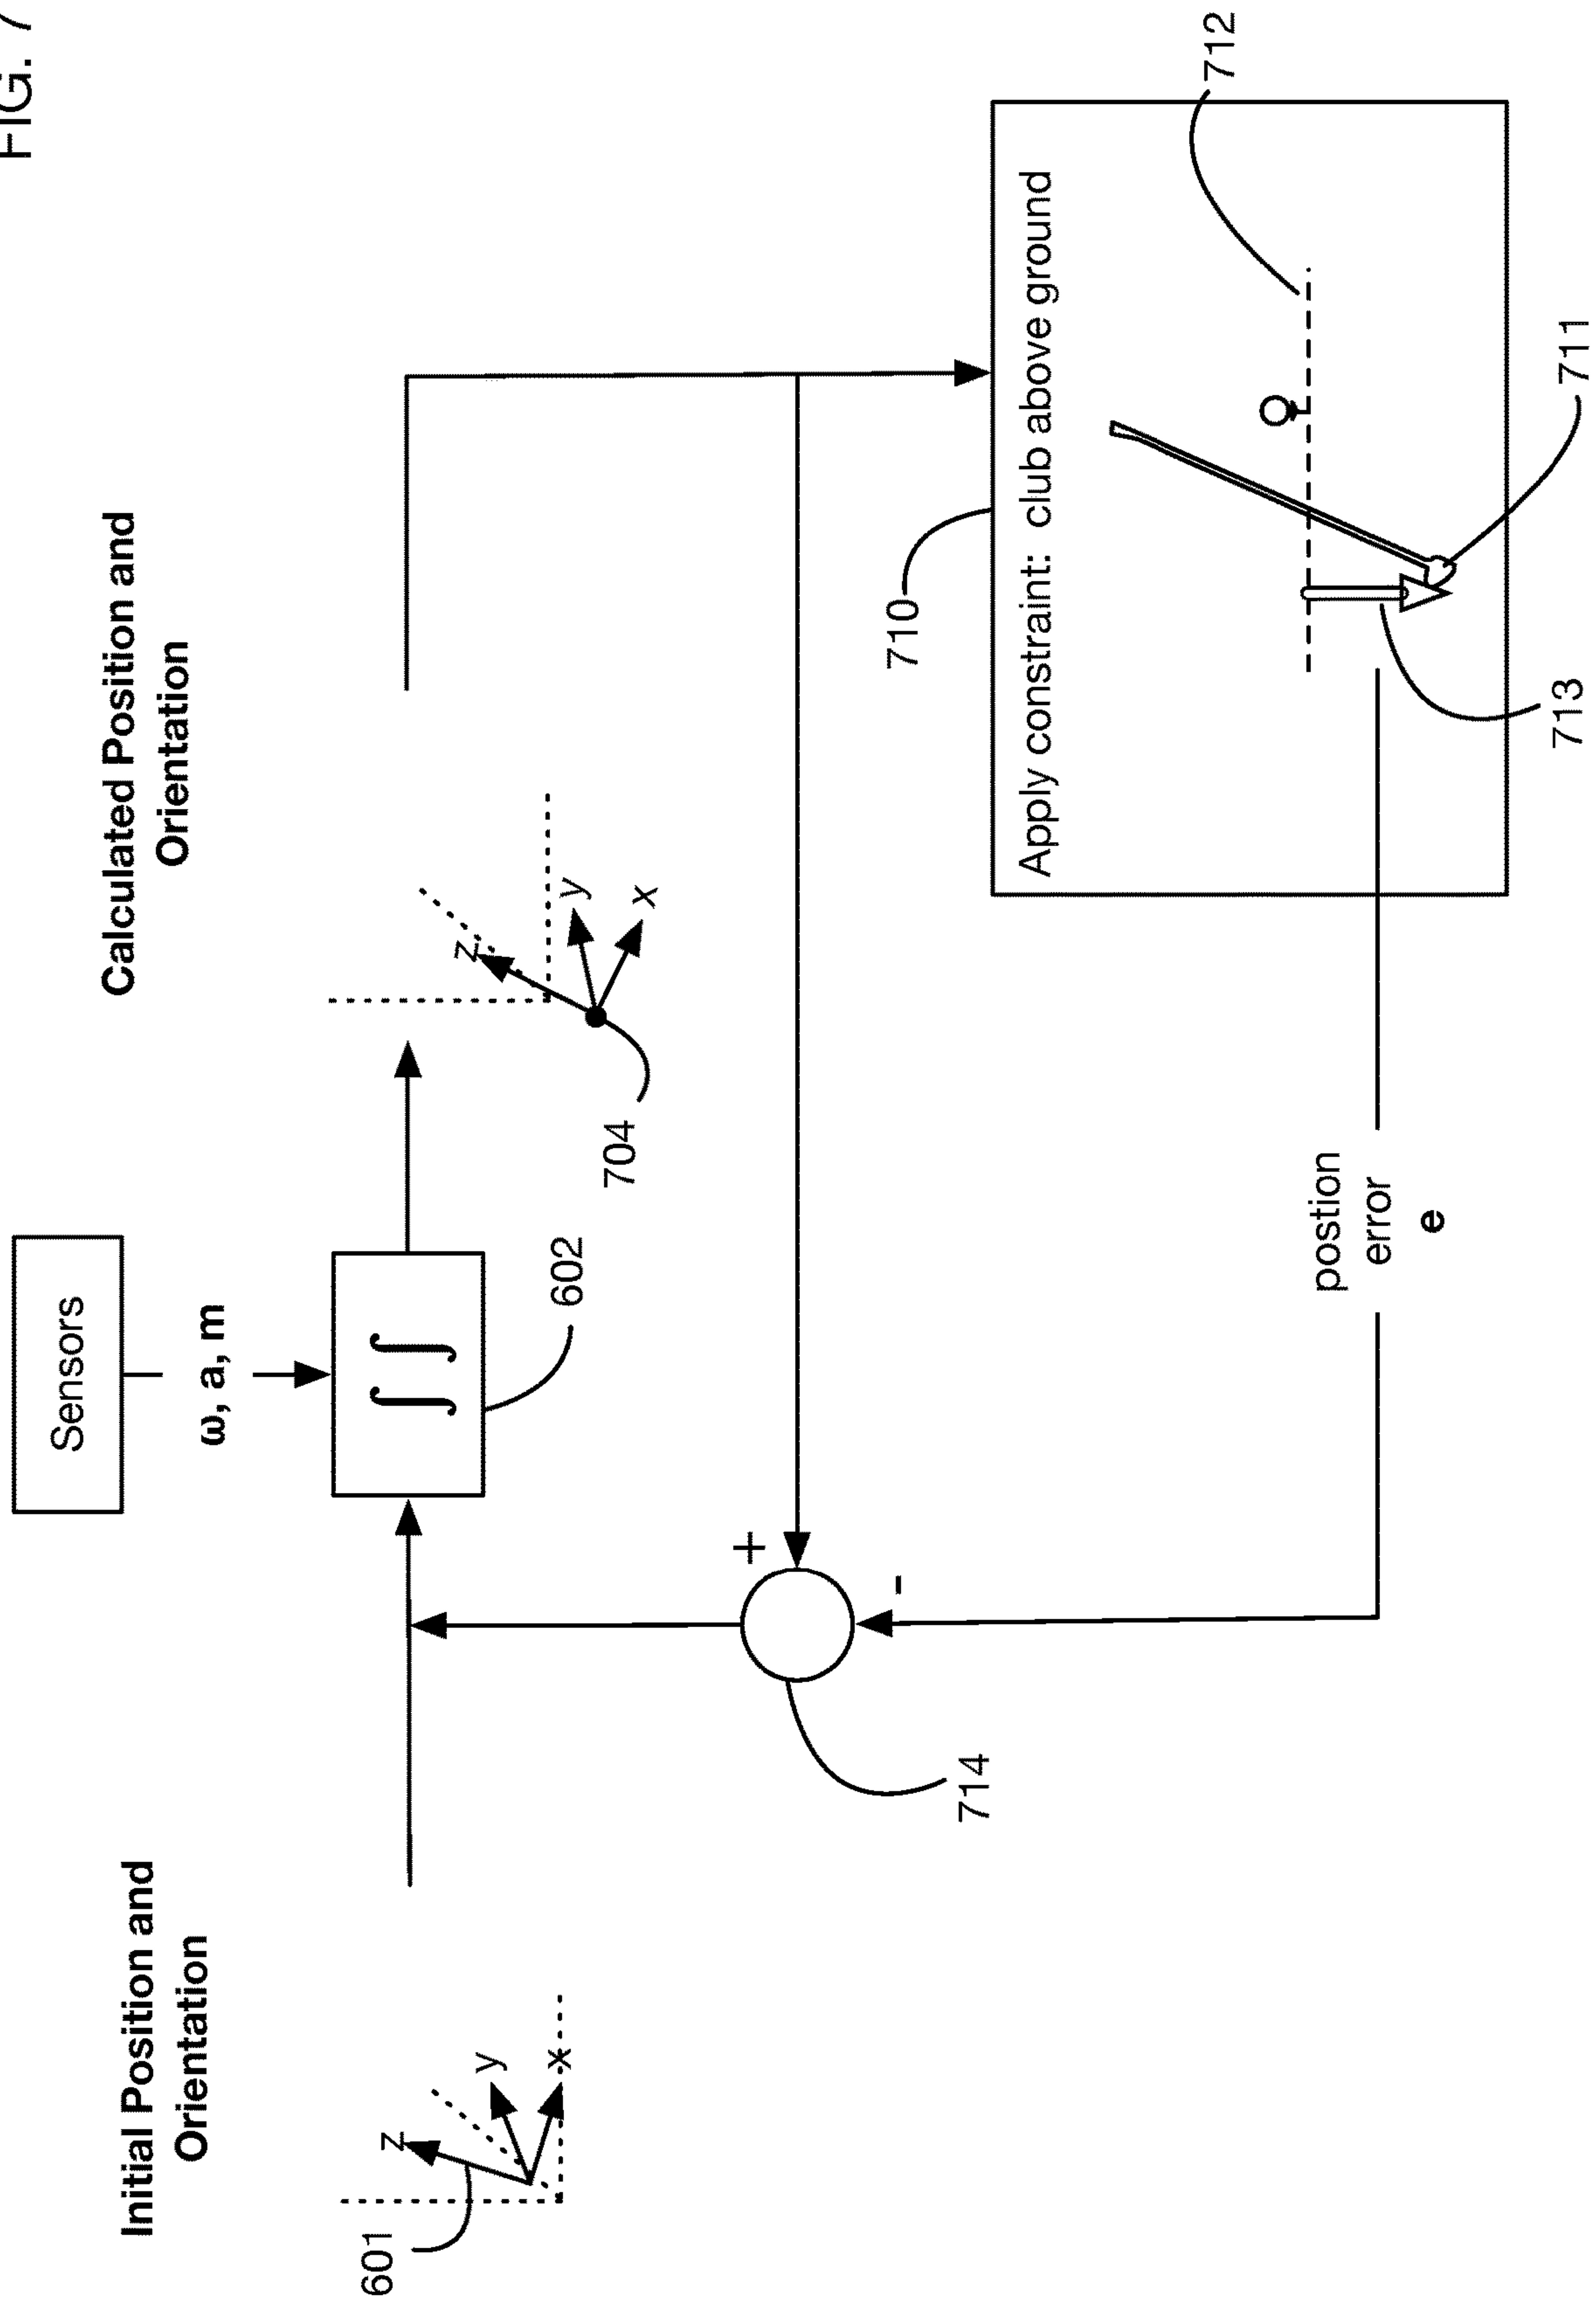 FIG. 7
Sensors
ω, a, m
Initial Position and
Orientation
Calculated Position and
Orientation
∫∫
602
z
y
x
601
z
y
x
704
+
-
714
710
Apply constraint: club above ground
712
711
713
postion
error
e